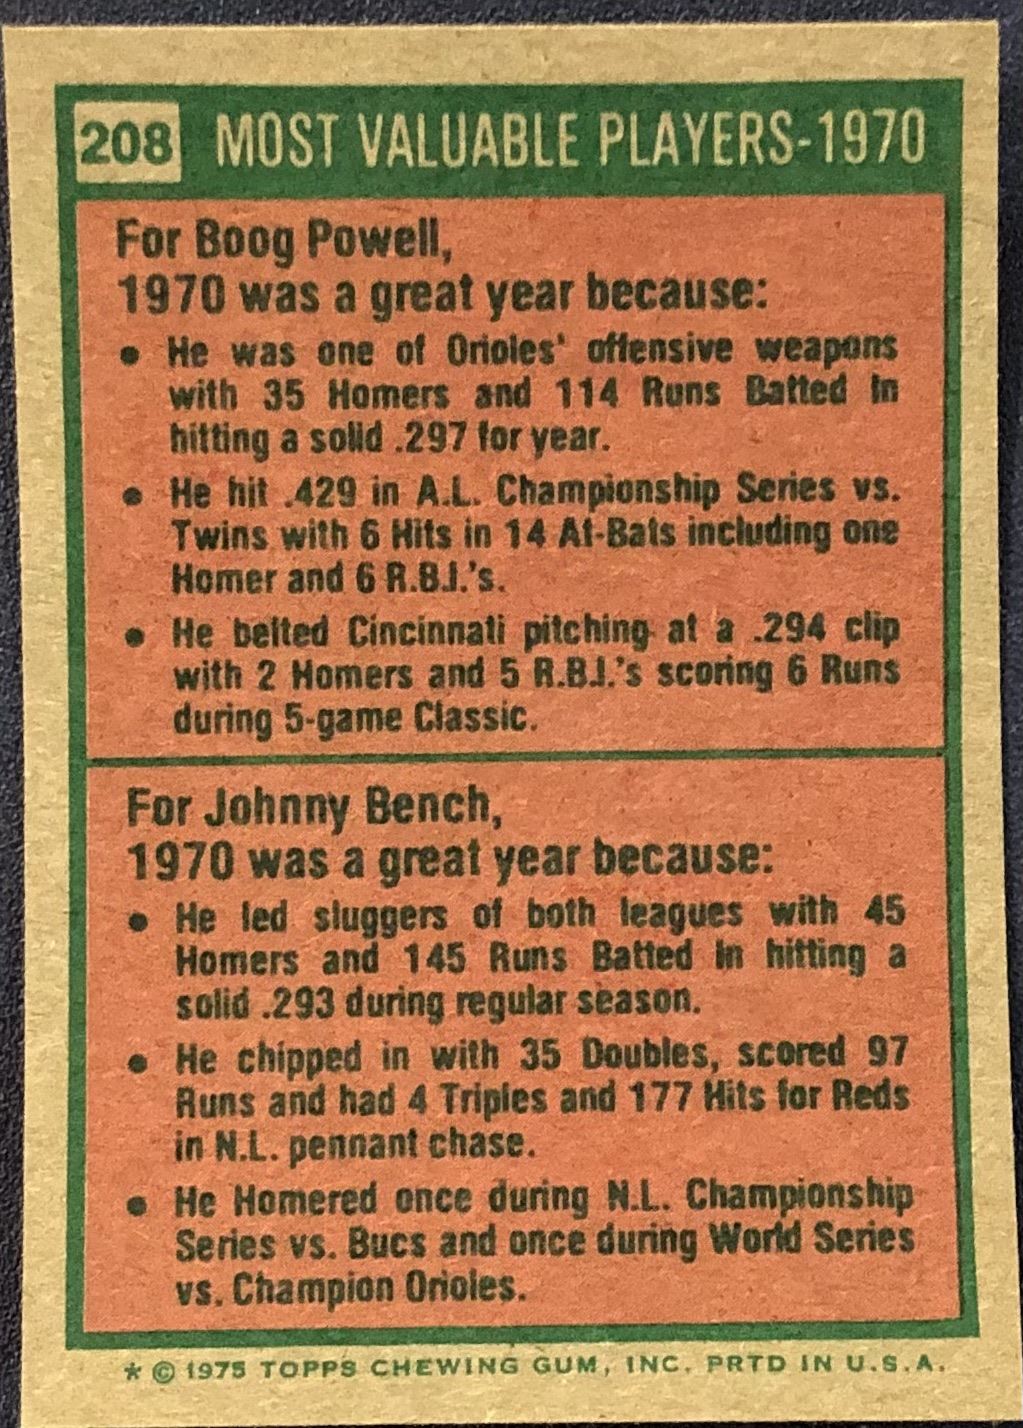 208 MOST VALUABLE PLAYERS-1970
For Boog Powell,
1970 was a great year because:
• He was one of Orioles' offensive weapons
with 35 Homers and 114 Runs Batted In
hitting a solid .297 for year.
• He hit .429 in A.L. Championship Series vs.
Twins with 6 Hits in 14 At-Bats including one
Homer and 6 R.B.I.'s.
• He belted Cincinnati pitching at a .294 clip
with 2 Homers and 5 R.B.I.'s scoring 6 Runs
during 5-game Classic.
For Johnny Bench,
1970 was a great year because:
• He led sluggers of both leagues with 45
Homers and 145 Runs Batted In hitting a
solid .293 during regular season.
• He chipped in with 35 Doubles, scored 97
Runs and had 4 Triples and 177 Hits for Reds
in N.L. pennant chase.
• He Homered once during N.L. Championship
Series vs. Bucs and once during World Series
vs. Champion Orioles.
* © 1975 TOPPS CHEWING GUM, INC. PRTD IN U.S.A.